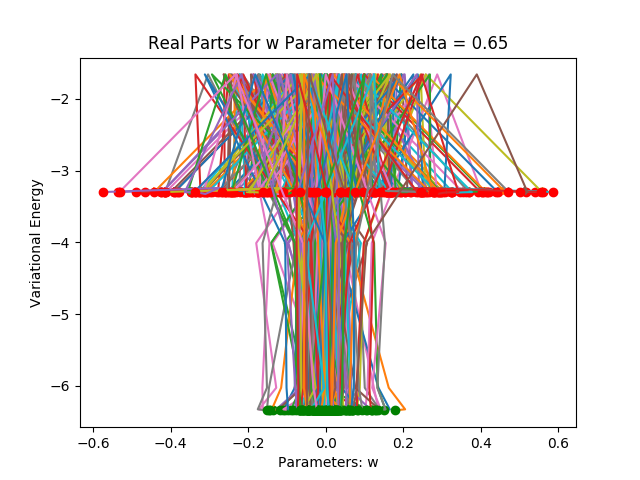 Real Parts for w Parameter for delta = 0.65
Variational Energy
−2
−3
−4
−5
−6
−0.6 −0.4 −0.2 0.0 0.2 0.4 0.6
Parameters: w